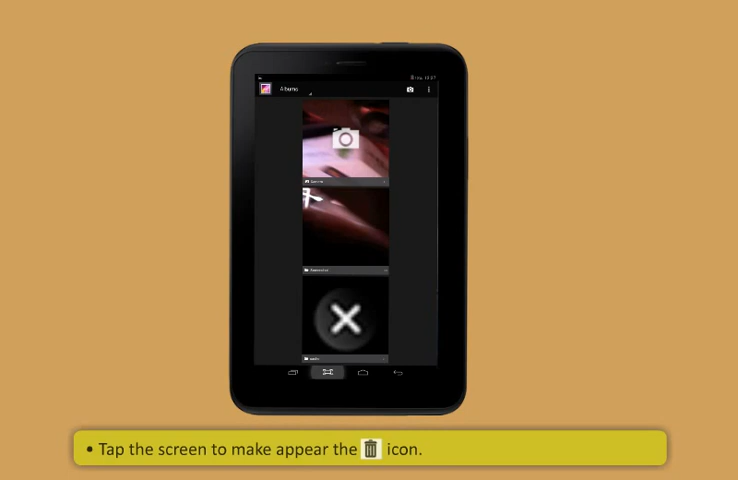 Albums
• Tap the screen to make appear the icon.